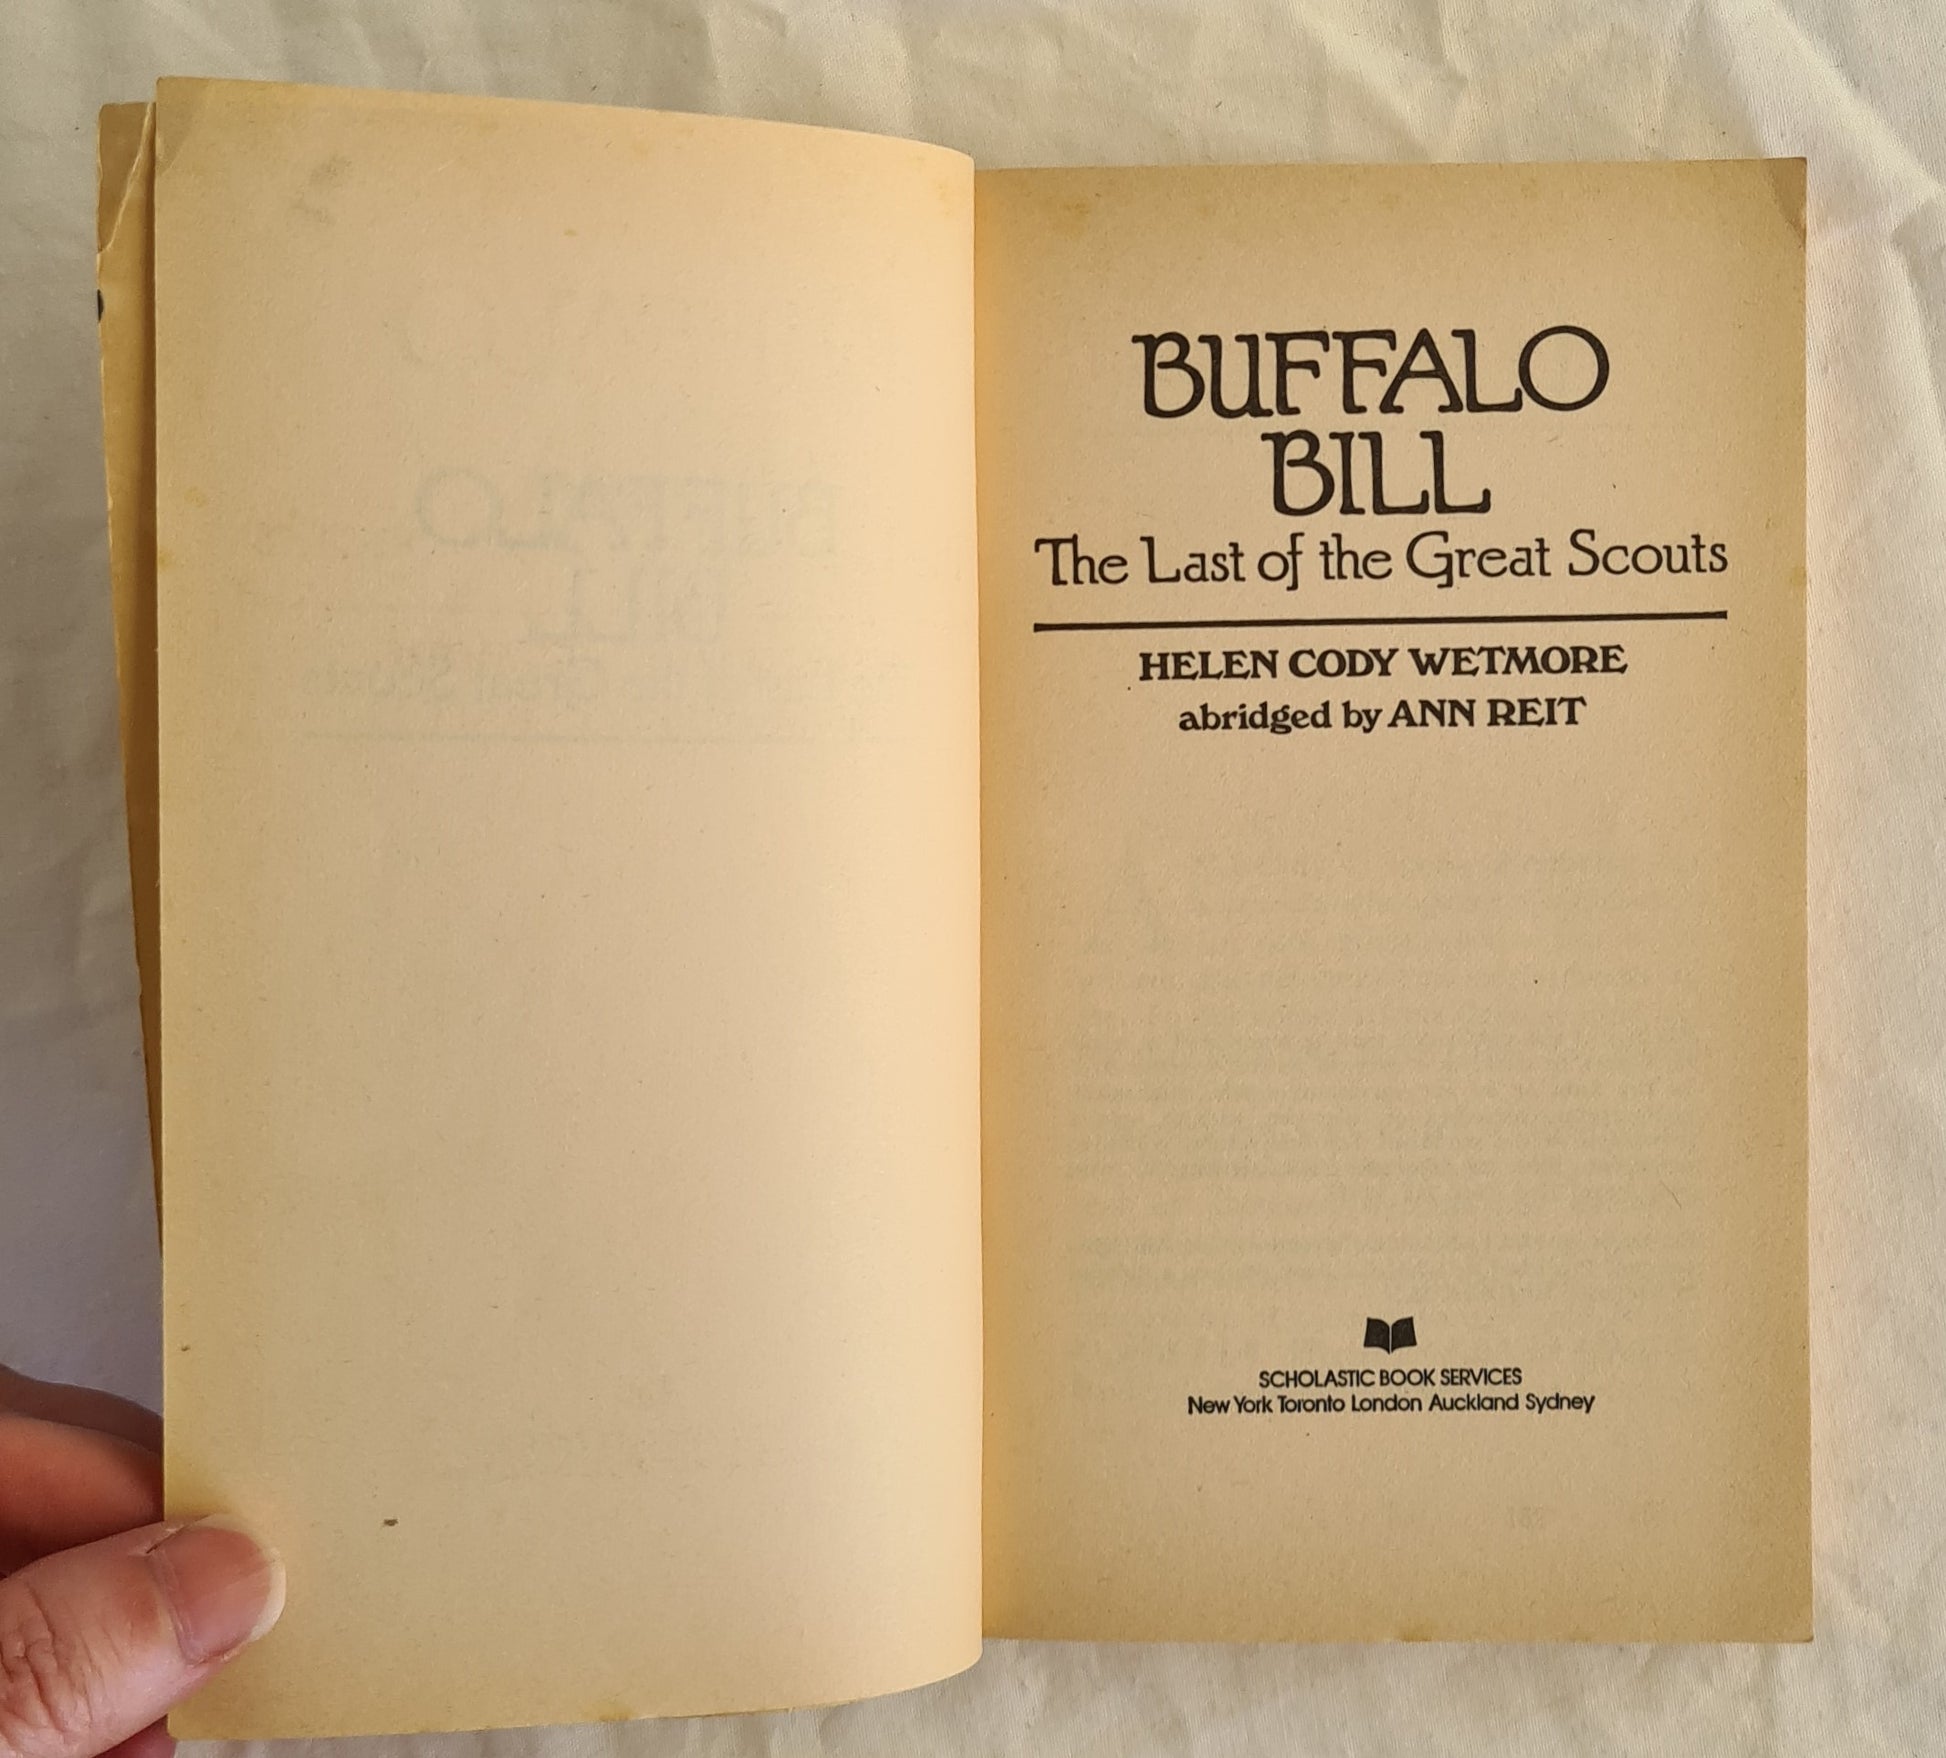 BUFFALO
BILL
The Last of the Great Scouts
HELEN CODY WETMORE
abridged by ANN REIT
SCHOLASTIC BOOK SERVICES
New York Toronto London Auckland Sydney